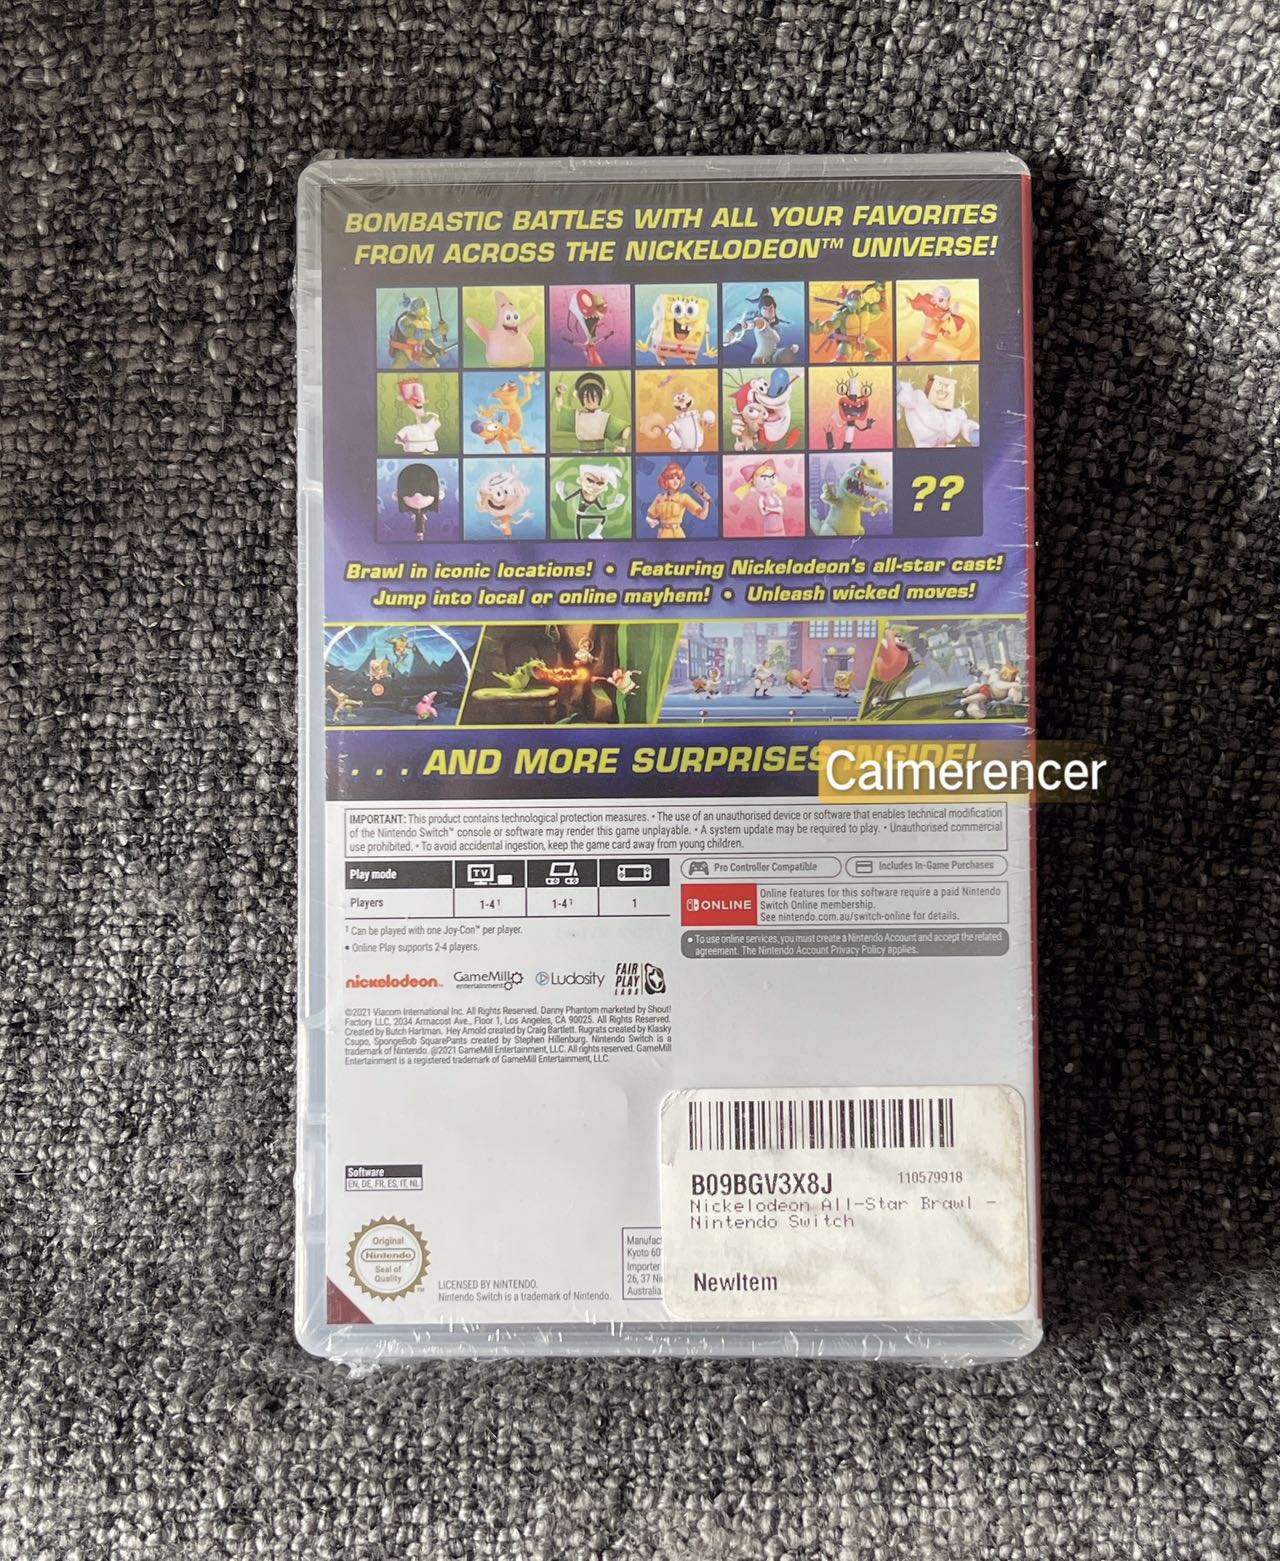 BOMBASTIC BATTLES WITH ALL YOUR FAVORITES
FROM ACROSS THE NICKELODEON™ UNIVERSE!
??
Brawl in iconic locations! • Featuring Nickelodeon's all-star cast!
Jump into local or online mayhem! • Unleash wicked moves!
. . . AND MORE SURPRISES INSIDE!
Calmerencer
IMPORTANT: This product contains technological protection measures. • The use of an unauthorised device or software that enables technical modification
of the Nintendo Switch™ console or software may render this game unplayable. • A system update may be required to play. • Unauthorised commercial
use prohibited. • To avoid accidental ingestion, keep the game card away from young children.
Play mode
TV
Players
1-4¹
1-4¹
1
¹ Can be played with one Joy-Con™ per player.
• Online Play supports 2-4 players.
Pro Controller Compatible
Includes In-Game Purchases
ONLINE
Online features for this software require a paid Nintendo
Switch Online membership.
See nintendo.com.au/switch-online for details.
• To use online services, you must create a Nintendo Account and accept the related
agreement. The Nintendo Account Privacy Policy applies.
nickelodeon™
GameMill
entertainment
Ludosity
FAIR
PLAY
LABS
©2021 Viacom International Inc. All Rights Reserved. Danny Phantom marketed by Shout!
Factory LLC, 2034 Armacost Ave., Floor 1, Los Angeles, CA 90025. All Rights Reserved.
Created by Butch Hartman. Hey Arnold created by Craig Bartlett. Rugrats created by Klasky
Csupo, SpongeBob SquarePants created by Stephen Hillenburg. Nintendo Switch is a
trademark of Nintendo. @2021 GameMill Entertainment, LLC. All rights reserved. GameMill
Entertainment is a registered trademark of GameMill Entertainment, LLC.
Software
EN, DE, FR, ES, IT, NL
Original
Nintendo
Seal of
Quality
™
LICENSED BY NINTENDO.
Nintendo Switch is a trademark of Nintendo.
Kyoto
Importer
26, 37
Australia
B09BGV3X8J
110579918
Nickelodeon All-Star Brawl -
Nintendo Switch
NewItem